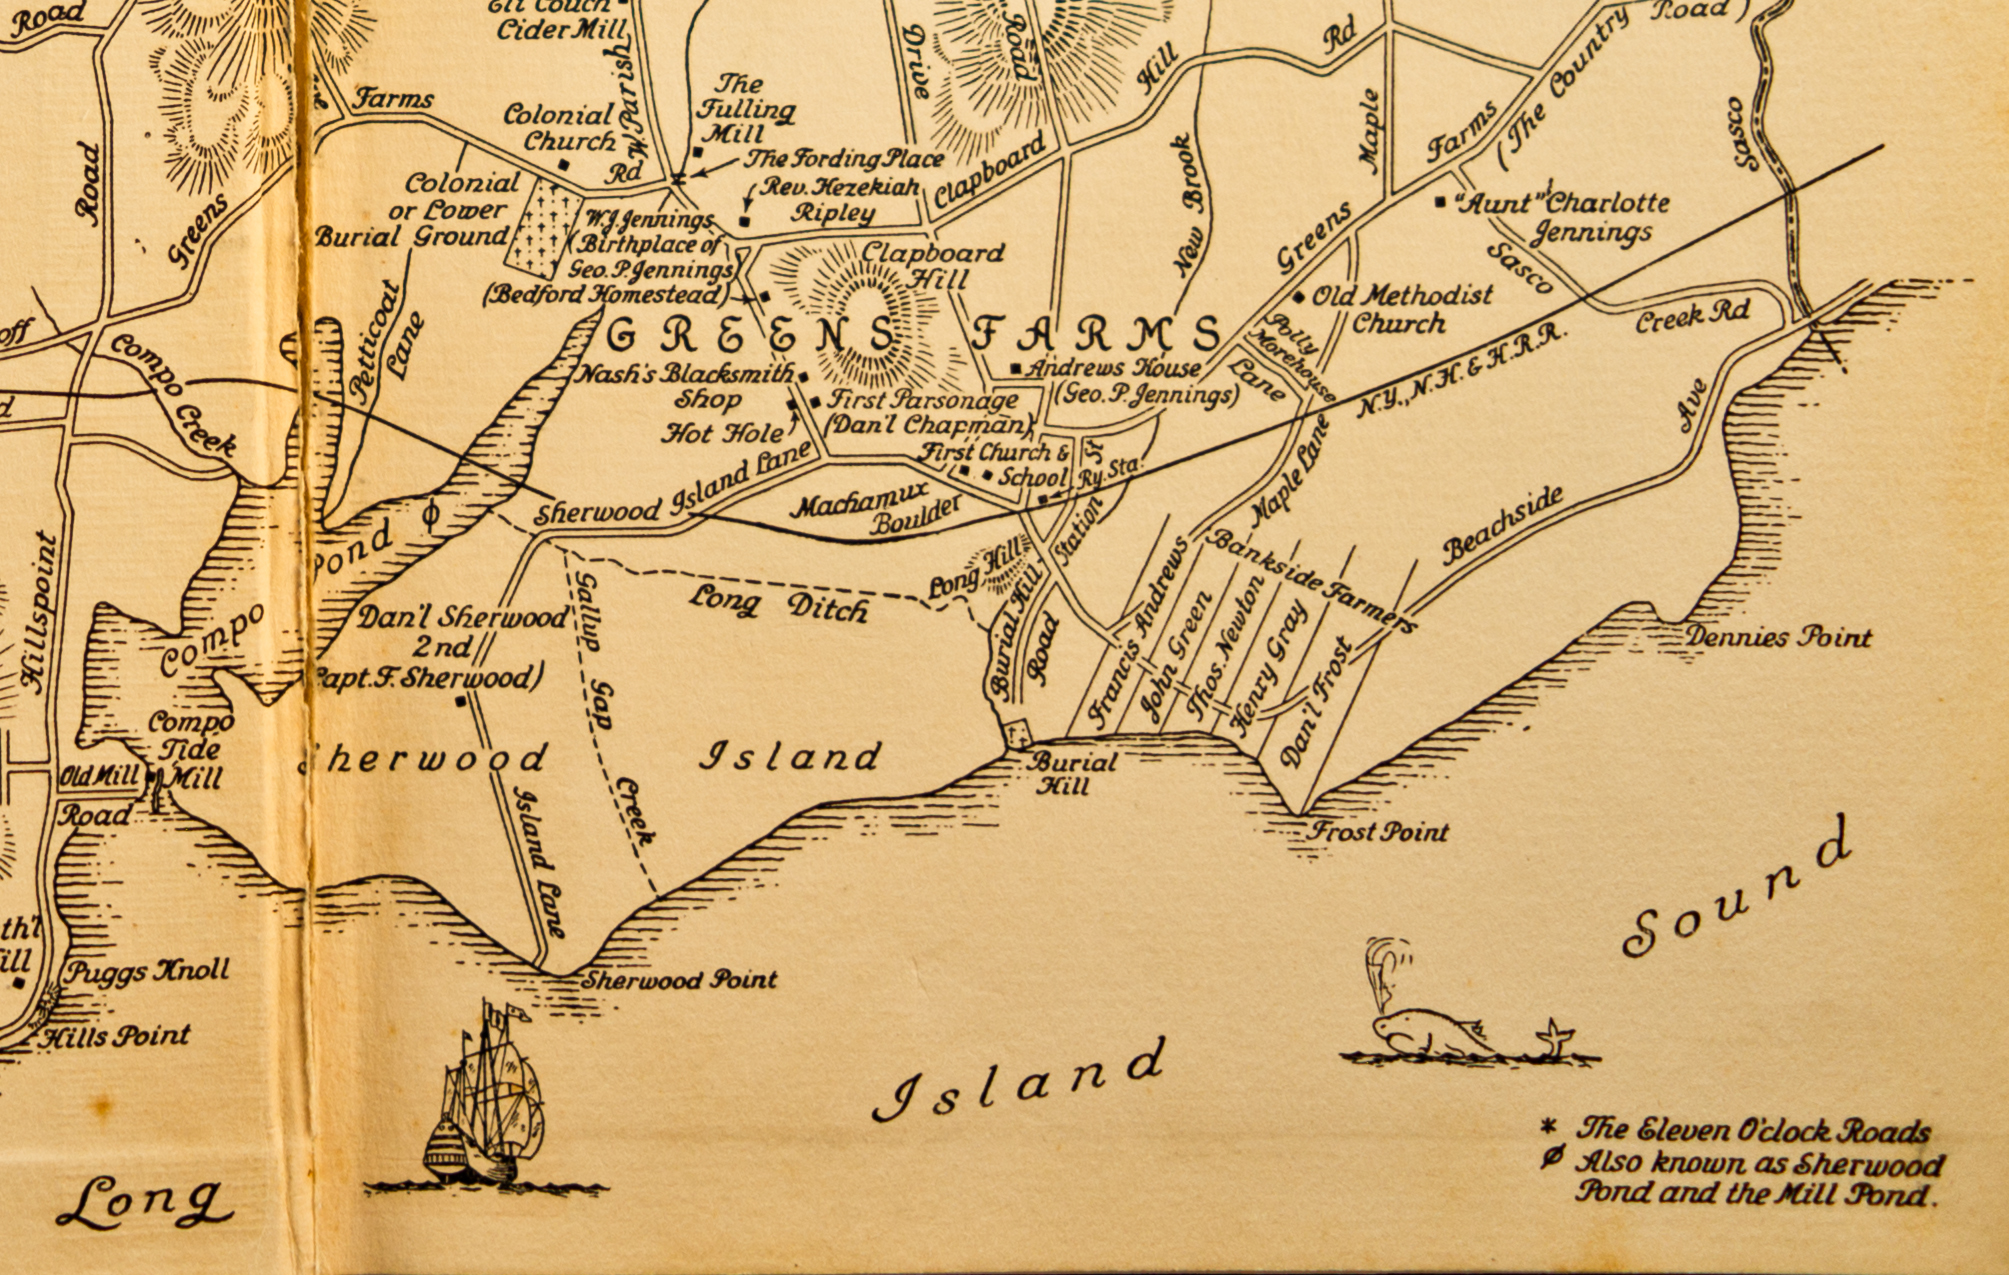 Road
Eli Couch
Cider Mill
W. Parish
Rd
Drive
Road
Hill
Rd
Road)
(The Country
Farms
Colonial
Church
The
Fulling
Mill
The Fording Place
Rev. Hezekiah
Ripley
Clapboard
Maple
Farms
Sasco
Road
Greens
Colonial
or Lower
Burial Ground
W.J. Jennings
(Birthplace of
Geo. P. Jennings)
(Bedford Homestead)
Clapboard
Hill
New Brook
Greens
"Aunt" Charlotte
Jennings
Sasco
Creek Rd
Old Methodist
Church
Petticoat
Lane
GREENS FARMS
Polly
Morehouse
Lane
N.Y., N.H. & H.R.R.
off
Compo Creek
Nash's Blacksmith
Shop
Hot Hole
First Parsonage
(Dan'l Chapman)
Andrews House
(Geo. P. Jennings)
First Church &
School
St
Ry. Sta.
Station
Maple Lane
Ave
Beachside
Sherwood Island Lane
Machamux
Boulder
Pond ϕ
Compo
Hillspoint
Long Ditch
Long Hill
Burial Hill
Road
Gallup Gap
Creek
Bankside Farmers
Francis Andrews
John Green
Thos. Newton
Henry Gray
Dan'l Frost
Dennies Point
Dan'l Sherwood
2nd
Capt. F. Sherwood)
Compo
Tide
Mill
Old Mill
Road
Sherwood Island
Island Lane
Burial
Hill
Frost Point
th'l
ill
Puggs Knoll
Hills Point
Sherwood Point
Long Island Sound
* The Eleven O'clock Roads
ϕ Also known as Sherwood
Pond and the Mill Pond.